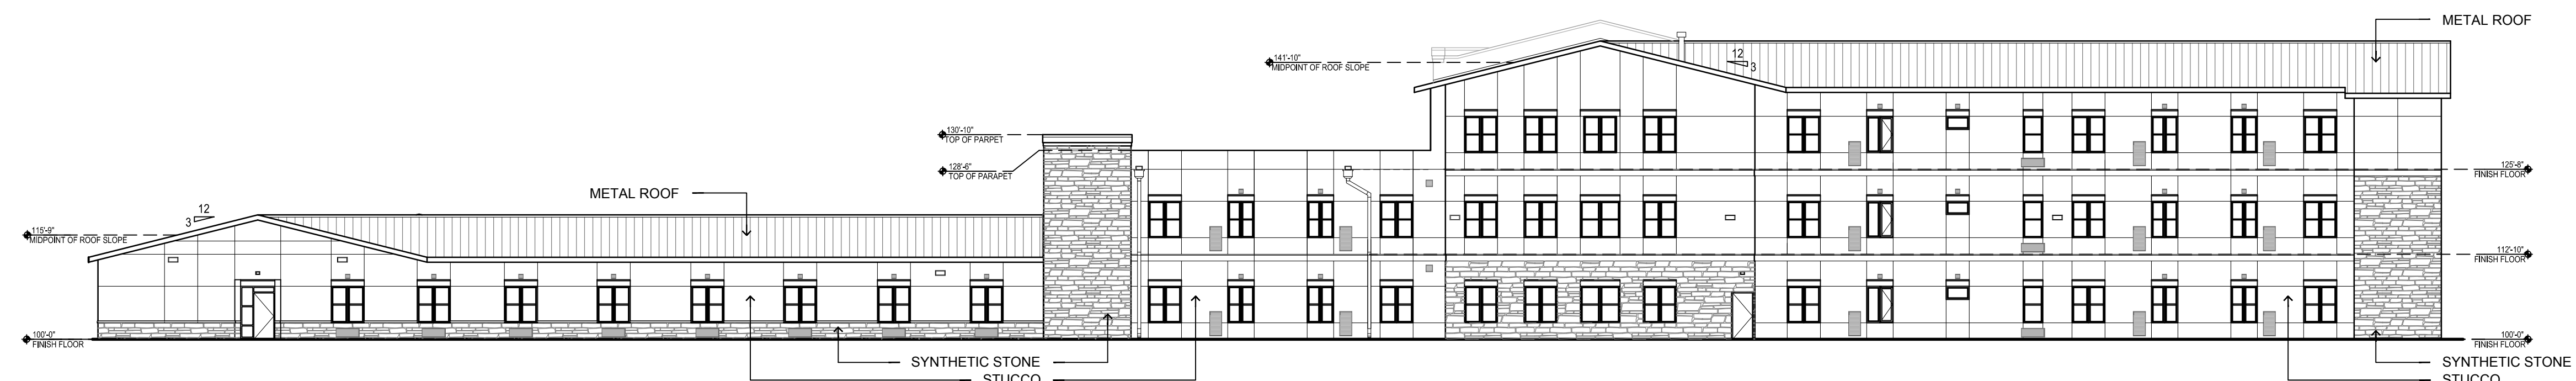 METAL ROOF
12
3
141'-10"
MIDPOINT OF ROOF SLOPE
130'-10"
TOP OF PARPET
128'-6"
TOP OF PARAPET
125'-8"
FINISH FLOOR
METAL ROOF
12
3
115'-9"
MIDPOINT OF ROOF SLOPE
112'-10"
FINISH FLOOR
100'-0"
FINISH FLOOR
100'-0"
FINISH FLOOR
SYNTHETIC STONE
SYNTHETIC STONE
STUCCO
STUCCO